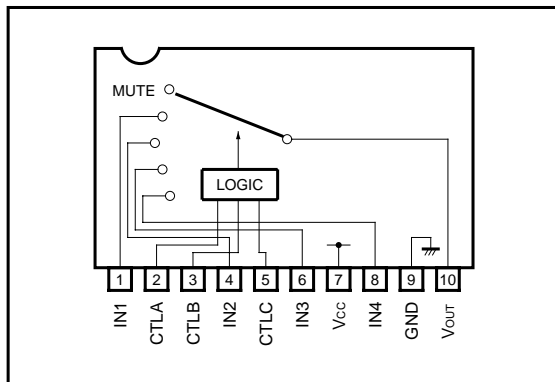 MUTE
LOGIC
1 2 3 4 5 6 7 8 9 10
IN1
CTLA
CTLB
IN2
CTLC
IN3
VCC
IN4
GND
VOUT